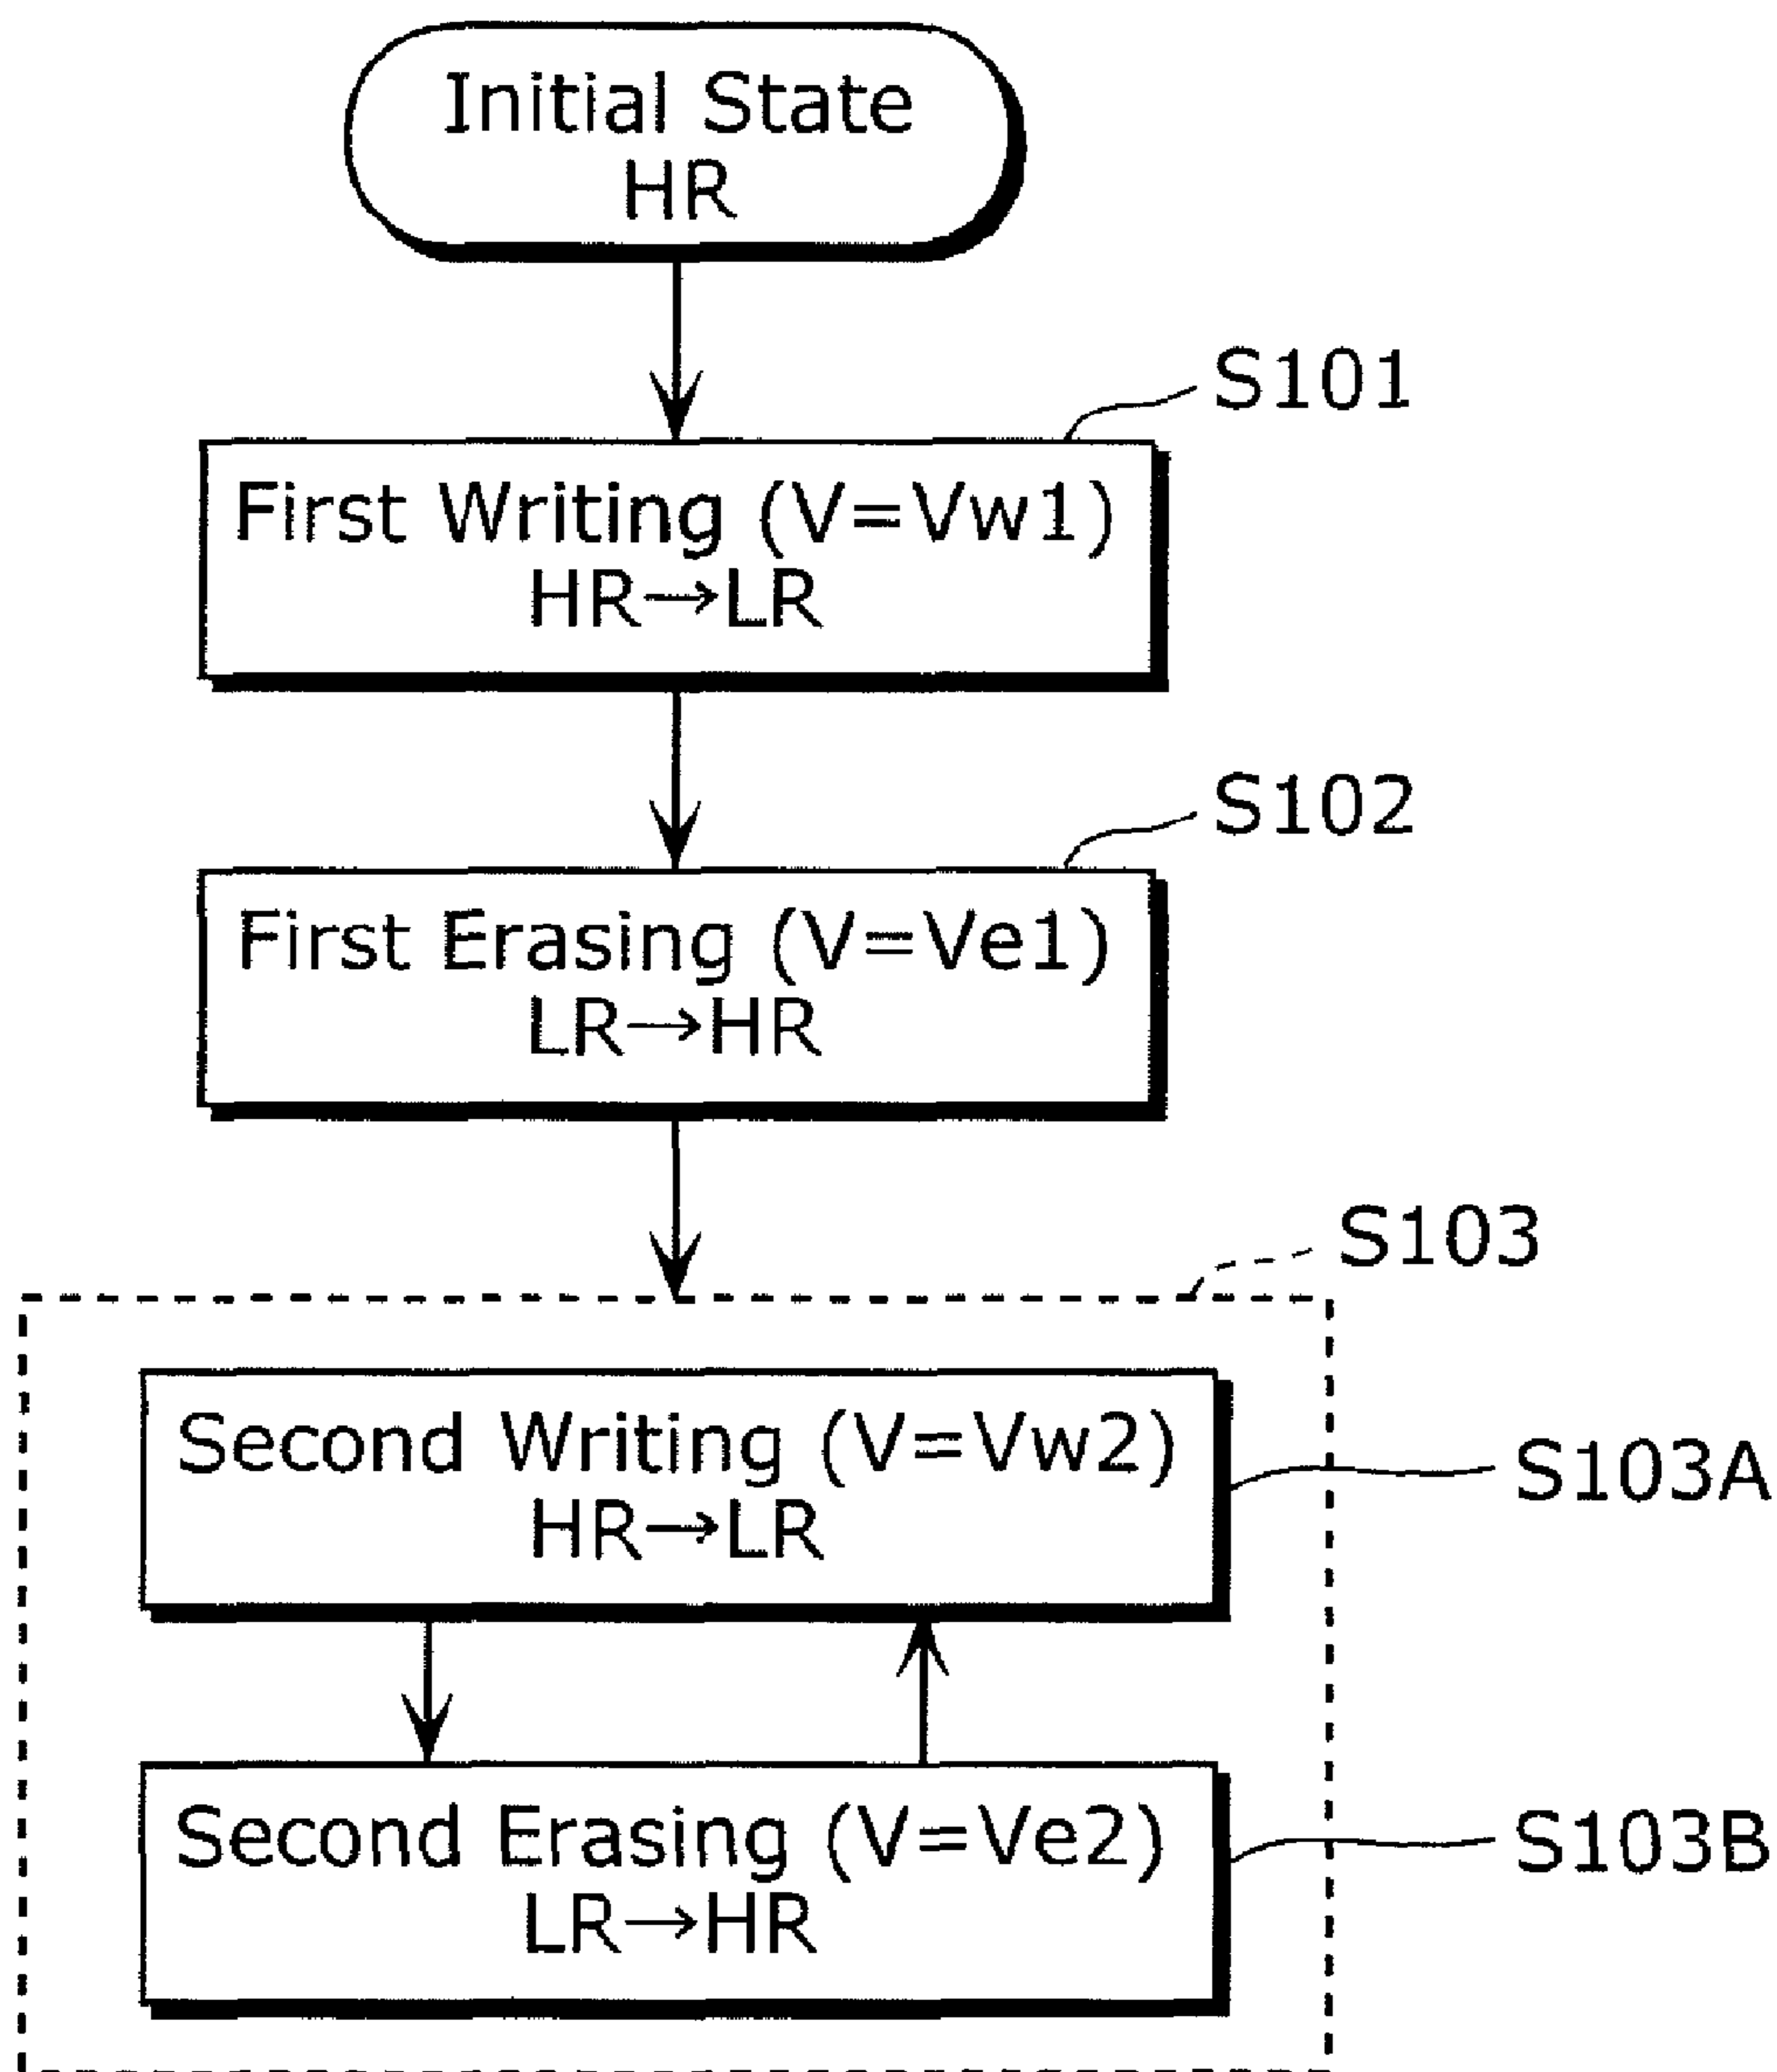 Initial State
HR
S101
First Writing (V=Vw1)
HR→LR
S102
First Erasing (V=Ve1)
LR→HR
S103
Second Writing (V=Vw2)
HR→LR
S103A
Second Erasing (V=Ve2)
LR→HR
S103B